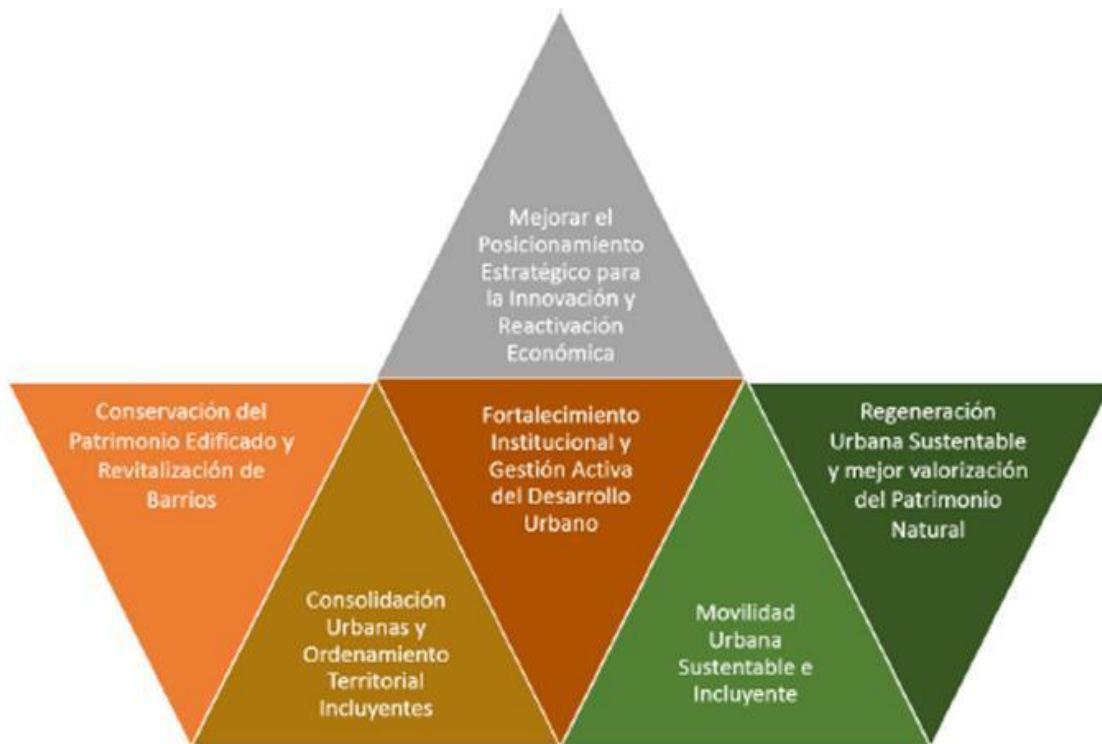 Mejorar el
Posicionamiento
Estratégico para
la Innovación y
Reactivación
Económica
Conservación del
Patrimonio Edificado y
Revitalización de
Barrios
Consolidación
Urbanas y
Ordenamiento
Territorial
Incluyentes
Fortalecimiento
Institucional y
Gestión Activa
del Desarrollo
Urbano
Movilidad
Urbana
Sustentable e
Incluyente
Regeneración
Urbana Sustentable
y mejor valorización
del Patrimonio
Natural